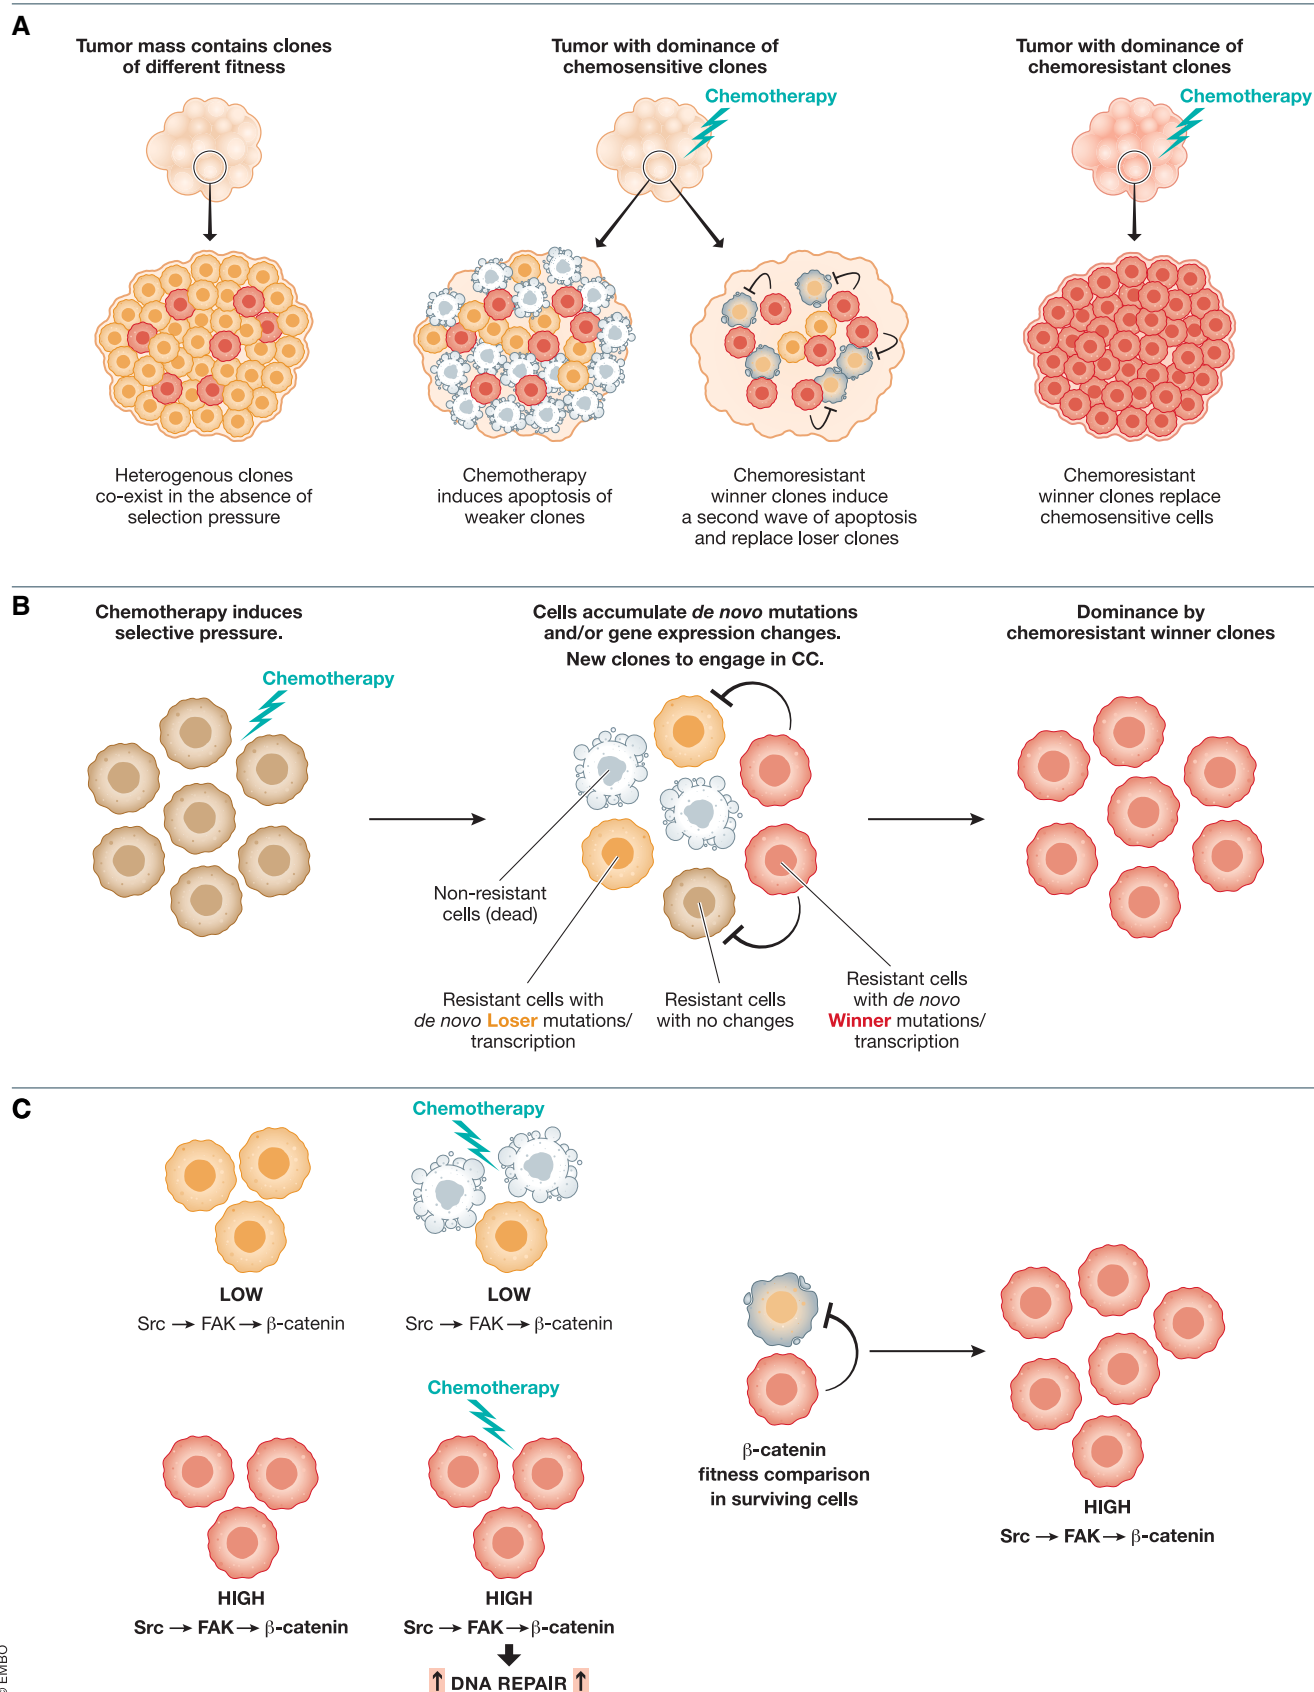 A
Tumor mass contains clones
of different fitness
Tumor with dominance of
chemosensitive clones
Chemotherapy
Tumor with dominance of
chemoresistant clones
Chemotherapy
Heterogenous clones
co-exist in the absence of
selection pressure
Chemotherapy
induces apoptosis of
weaker clones
Chemoresistant
winner clones induce
a second wave of apoptosis
and replace loser clones
Chemoresistant
winner clones replace
chemosensitive cells
B
Chemotherapy induces
selective pressure.
Chemotherapy
Cells accumulate de novo mutations
and/or gene expression changes.
New clones to engage in CC.
Dominance by
chemoresistant winner clones
Non-resistant
cells (dead)
Resistant cells with
de novo Loser mutations/
transcription
Resistant cells
with no changes
Resistant cells
with de novo
Winner mutations/
transcription
C
Chemotherapy
LOW
Src → FAK → β-catenin
LOW
Src → FAK → β-catenin
Chemotherapy
HIGH
Src → FAK → β-catenin
HIGH
Src → FAK → β-catenin
↑ DNA REPAIR ↑
β-catenin
fitness comparison
in surviving cells
HIGH
Src → FAK → β-catenin
© EMBO